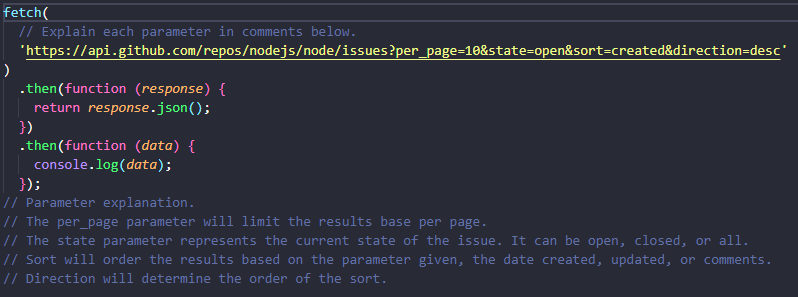 fetch(
  // Explain each parameter in comments below.
  'https://api.github.com/repos/nodejs/node/issues?per_page=10&state=open&sort=created&direction=desc'
)
  .then(function (response) {
    return response.json();
  })
  .then(function (data) {
    console.log(data);
  });
// Parameter explanation.
// The per_page parameter will limit the results base per page.
// The state parameter represents the current state of the issue. It can be open, closed, or all.
// Sort will order the results based on the parameter given, the date created, updated, or comments.
// Direction will determine the order of the sort.